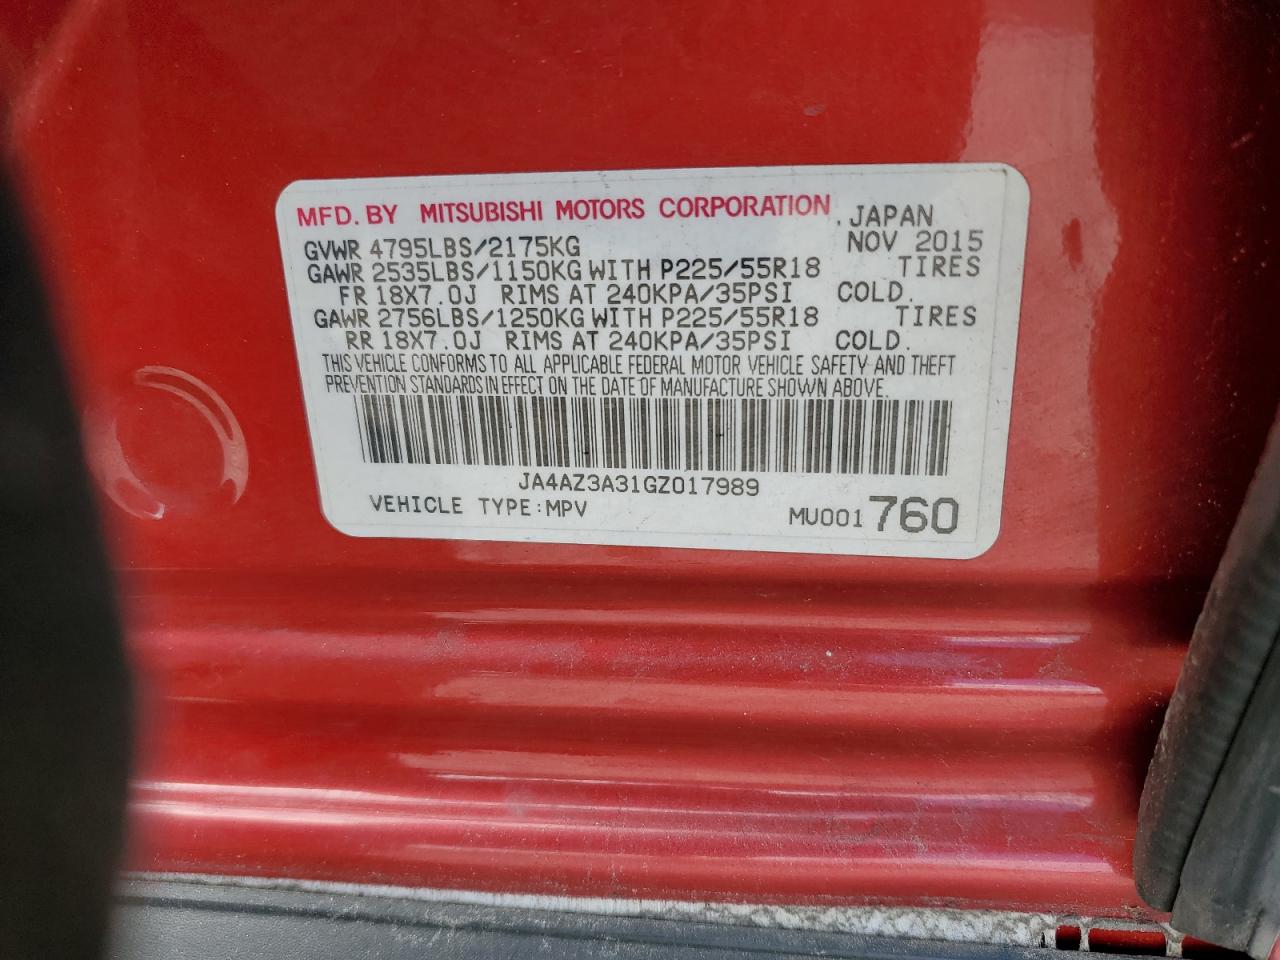 MFD. BY MITSUBISHI MOTORS CORPORATION, JAPAN
GVWR 4795LBS/2175KG NOV 2015
GAWR 2535LBS/1150KG WITH P225/55R18 TIRES
FR 18X7.0J RIMS AT 240KPA/35PSI COLD.
GAWR 2756LBS/1250KG WITH P225/55R18 TIRES
RR 18X7.0J RIMS AT 240KPA/35PSI COLD.
THIS VEHICLE CONFORMS TO ALL APPLICABLE FEDERAL MOTOR VEHICLE SAFETY AND THEFT
PREVENTION STANDARDS IN EFFECT ON THE DATE OF MANUFACTURE SHOWN ABOVE.
JA4AZ3A31GZ017989
VEHICLE TYPE:MPV MU001760